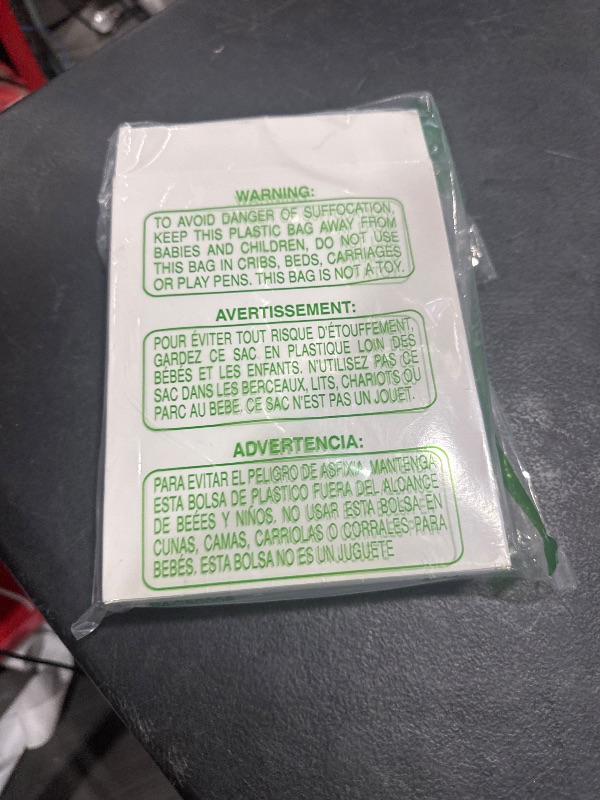 WARNING:
TO AVOID DANGER OF SUFFOCATION,
KEEP THIS PLASTIC BAG AWAY FROM
BABIES AND CHILDREN, DO NOT USE
THIS BAG IN CRIBS, BEDS, CARRIAGES
OR PLAY PENS. THIS BAG IS NOT A TOY.
AVERTISSEMENT:
POUR ÉVITER TOUT RISQUE D'ÉTOUFFEMENT,
GARDEZ CE SAC EN PLASTIQUE LOIN DES
BÉBÉS ET LES ENFANTS. N'UTILISEZ PAS CE
SAC DANS LES BERCEAUX, LITS, CHARIOTS OU
PARC AU BEBE. CE SAC N'EST PAS UN JOUET.
ADVERTENCIA:
PARA EVITAR EL PELIGRO DE ASFIXIA, MANTENGA
ESTA BOLSA DE PLASTICO FUERA DEL ALOANCE
DE BEÉES Y NIÑOS. NO USAR ESTA BOLSA EN
CUNAS, CAMAS, CARRIOLAS O CORRALES PARA
BEBÉS. ESTA BOLSA NO ES UN JUGUETE